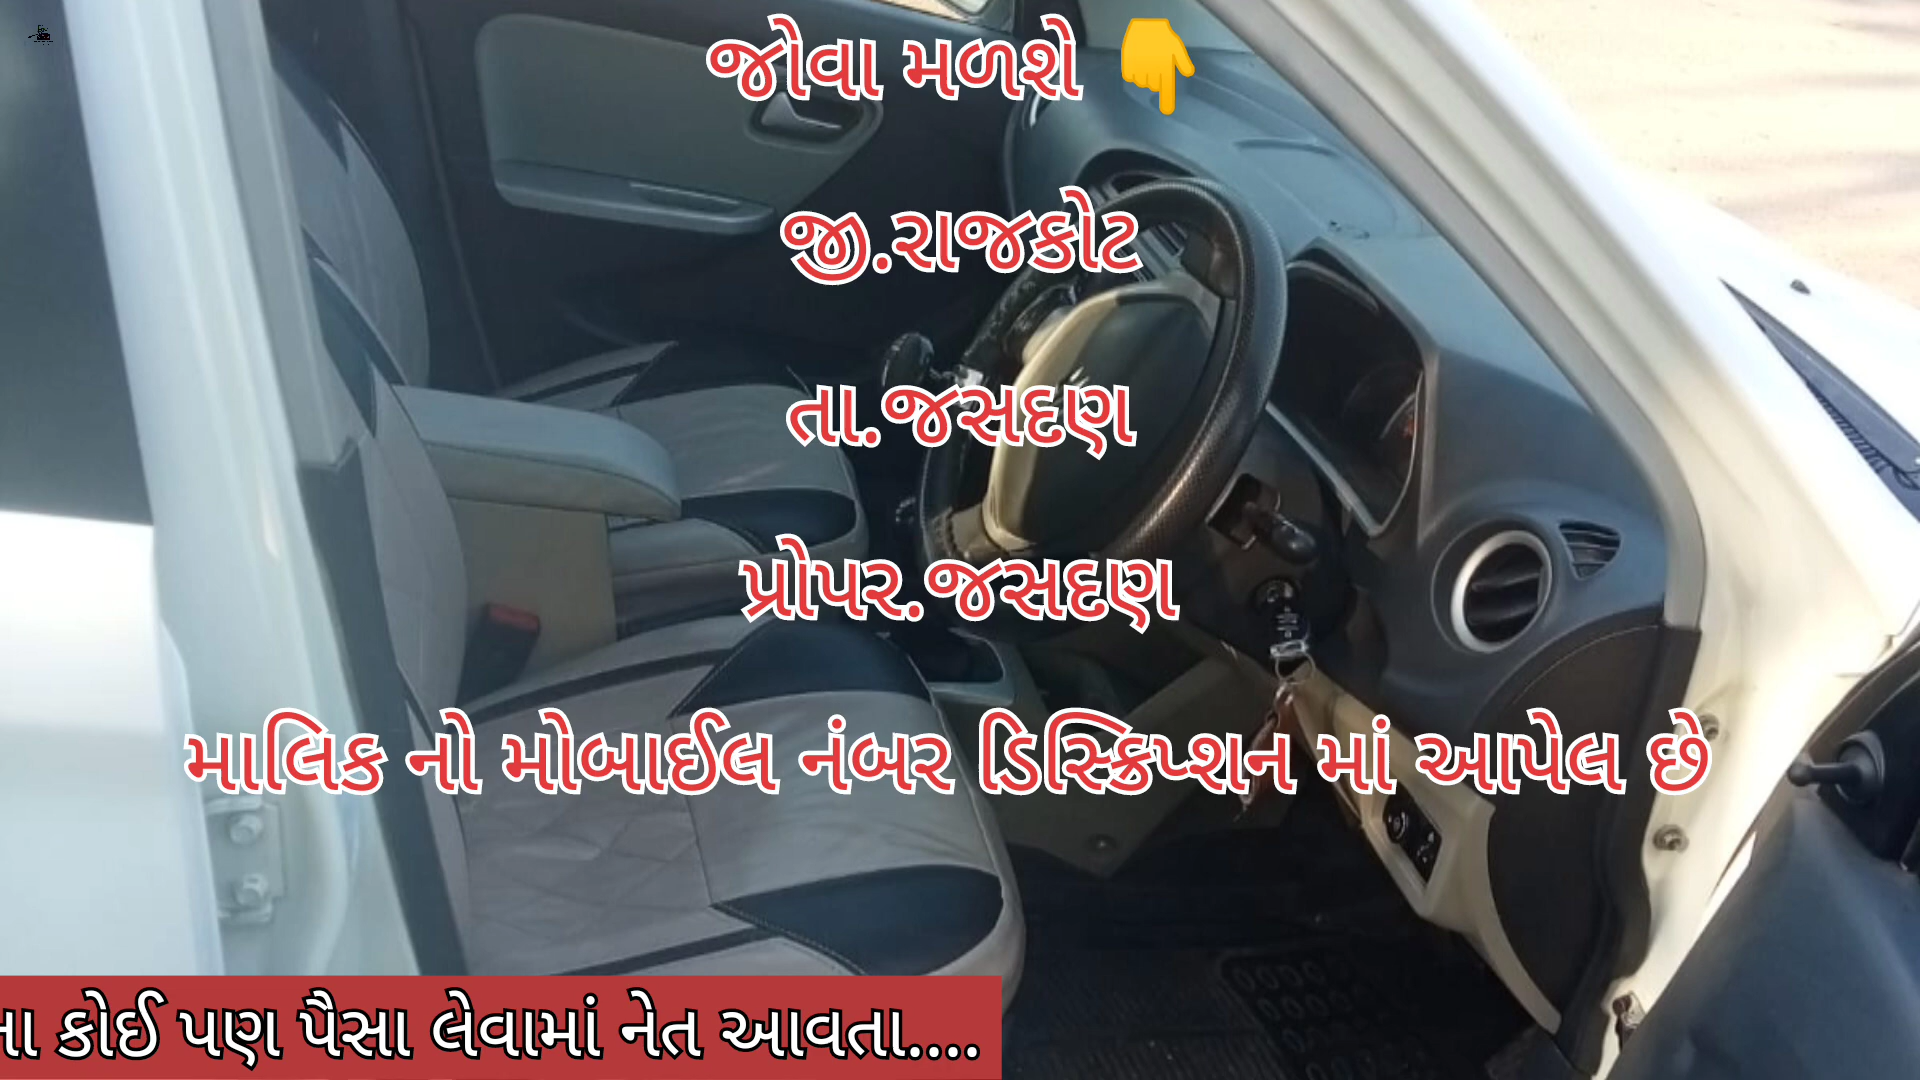 જોવા મળશે 👇
જી.રાજકોટ
તા.જસદણ
પ્રોપર.જસદણ
માલિક નો મોબાઈલ નંબર ડિસ્ક્રિપ્શન માં આપેલ છે
કોઈ પણ પૈસા લેવામાં નેત આવતા....